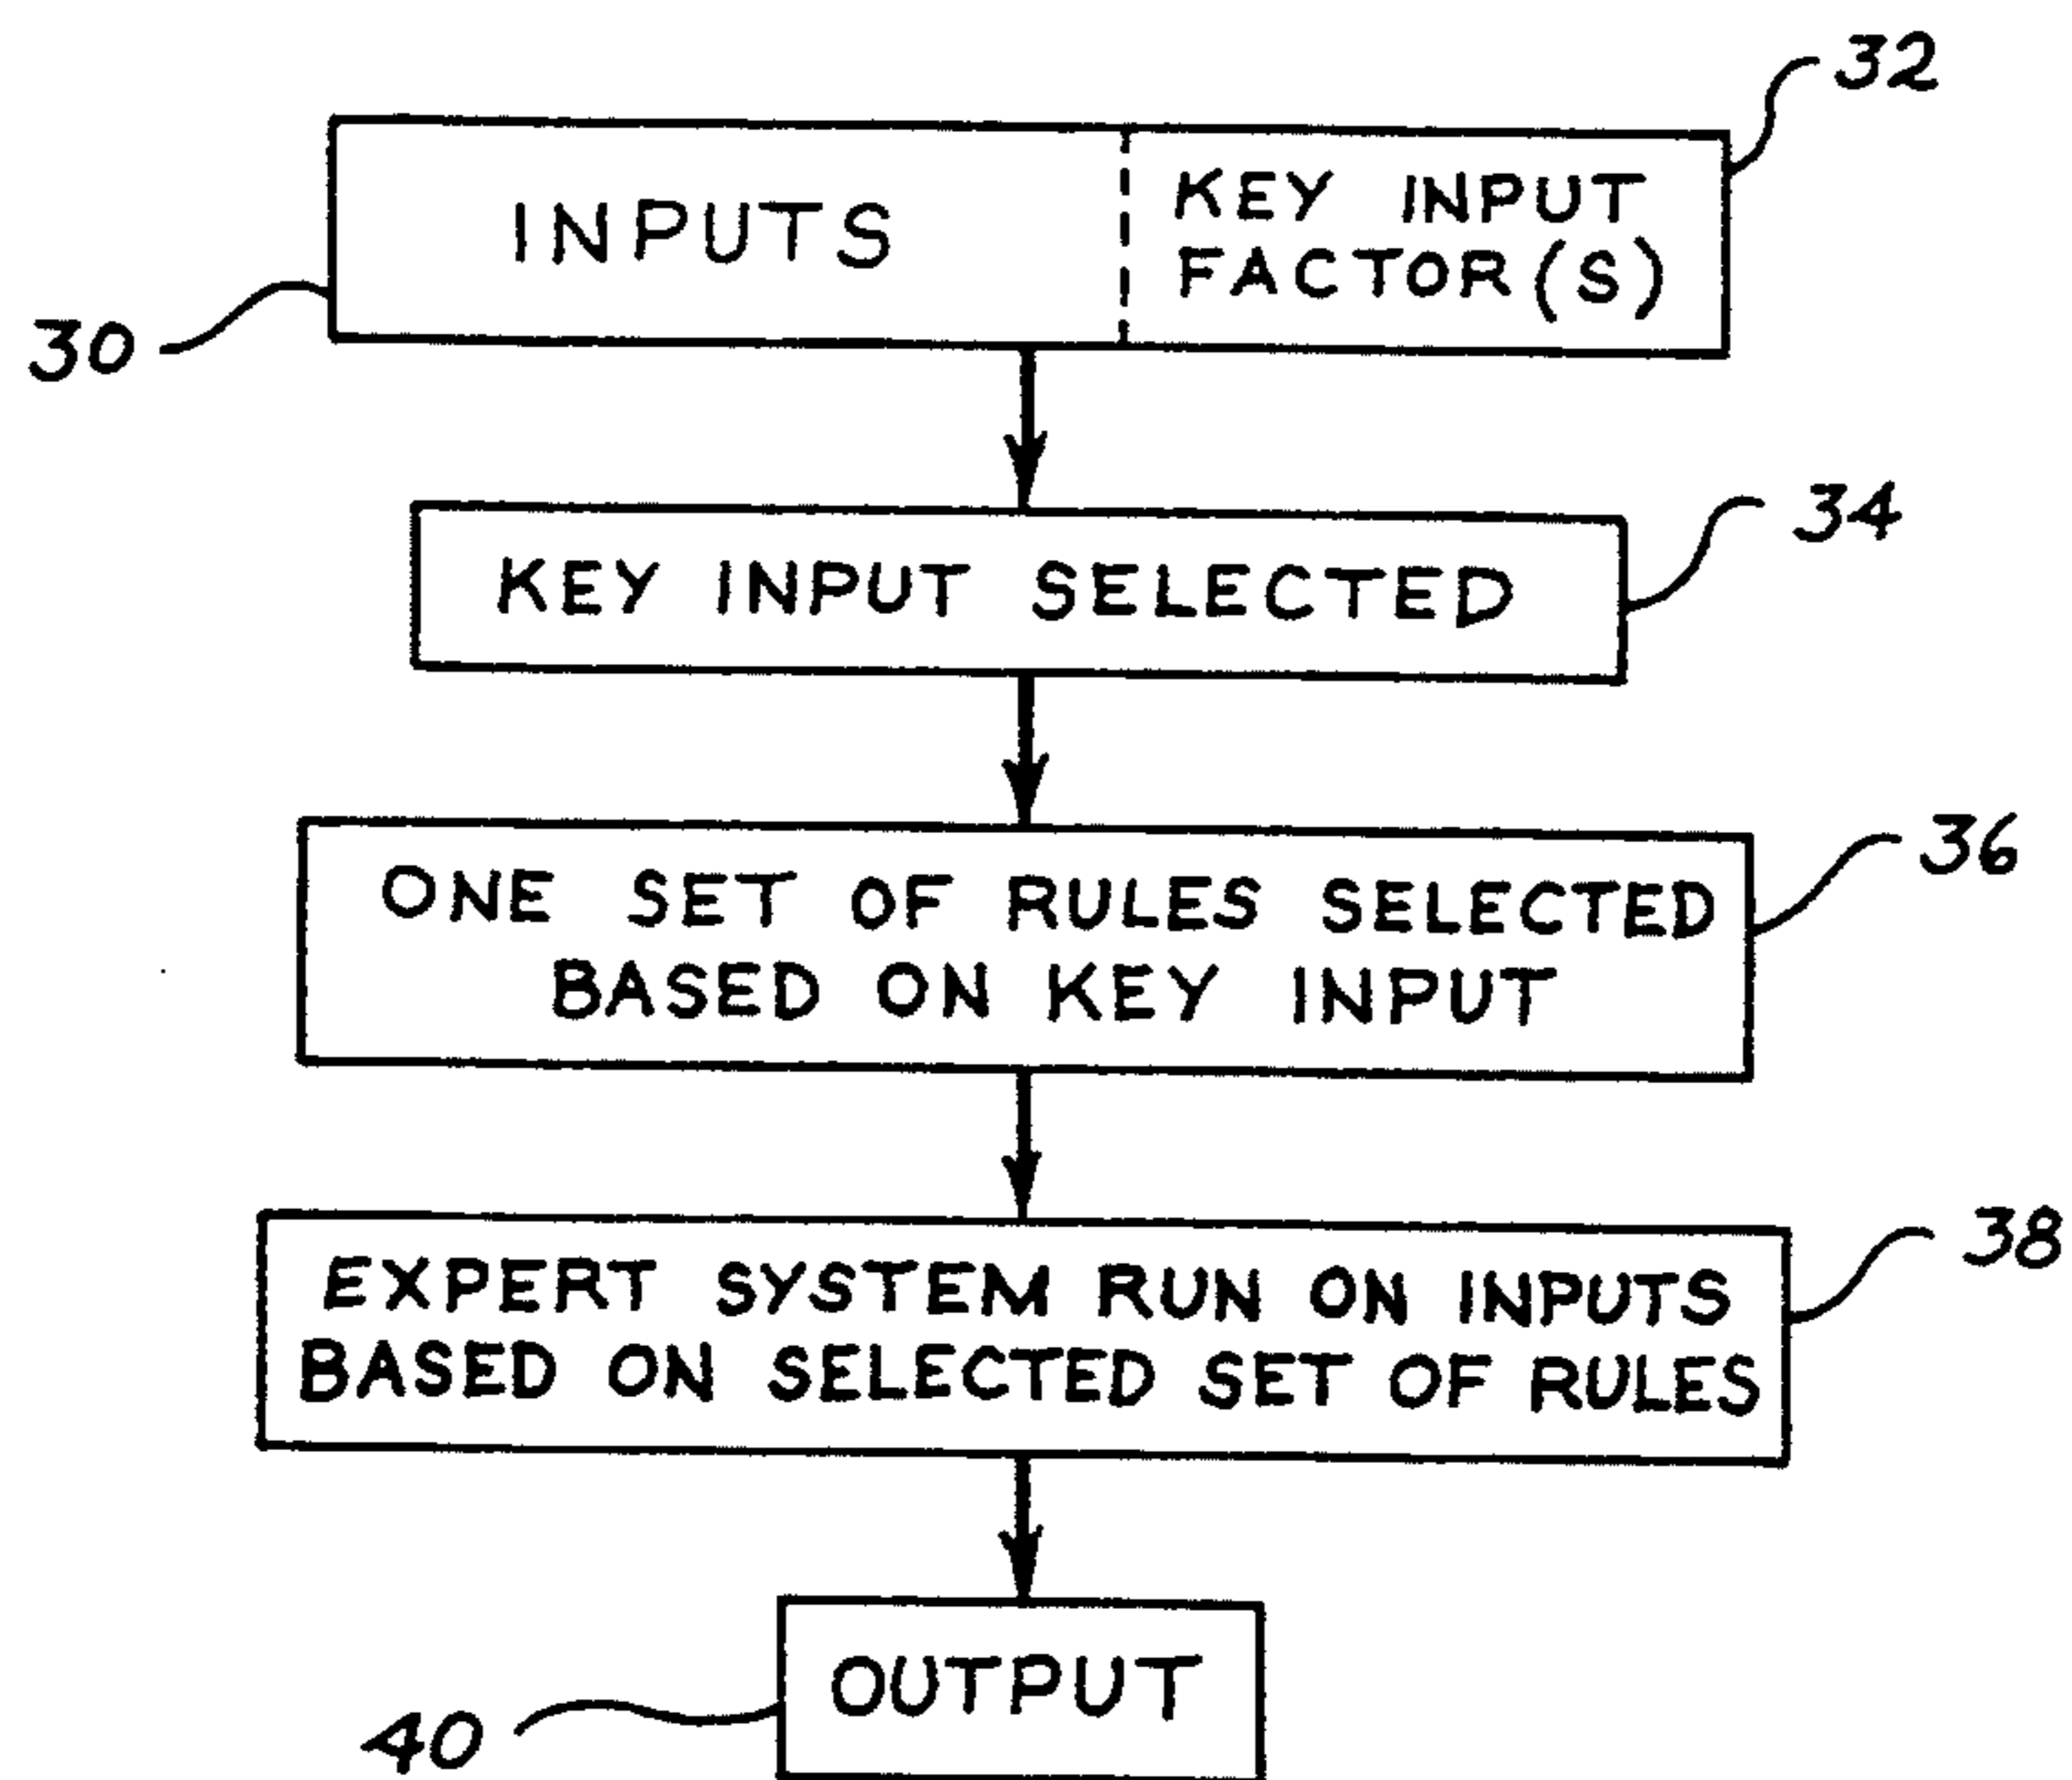 32
INPUTS
KEY INPUT
FACTOR(S)
30
34
KEY INPUT SELECTED
36
ONE SET OF RULES SELECTED
BASED ON KEY INPUT
38
EXPERT SYSTEM RUN ON INPUTS
BASED ON SELECTED SET OF RULES
OUTPUT
40